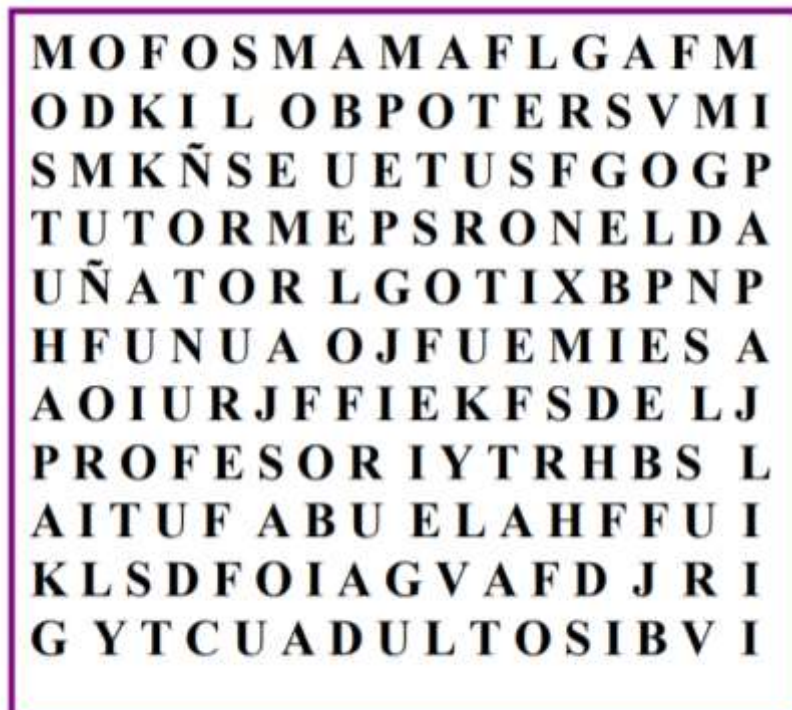 M O F O S M A M A F L G A F M
O D K I L O B P O T E R S V M I
S M K Ñ S E U E T U S F G O G P
T U T O R M E P S R O N E L D A
U Ñ A T O R L G O T I X B P N P
H F U N U A O J F U E M I E S A
A O I U R J F F I E K F S D E L J
P R O F E S O R I Y T R H B S L
A I T U F A B U E L A H F F U I
K L S D F O I A G V A F D J R I
G Y T C U A D U L T O S I B V I